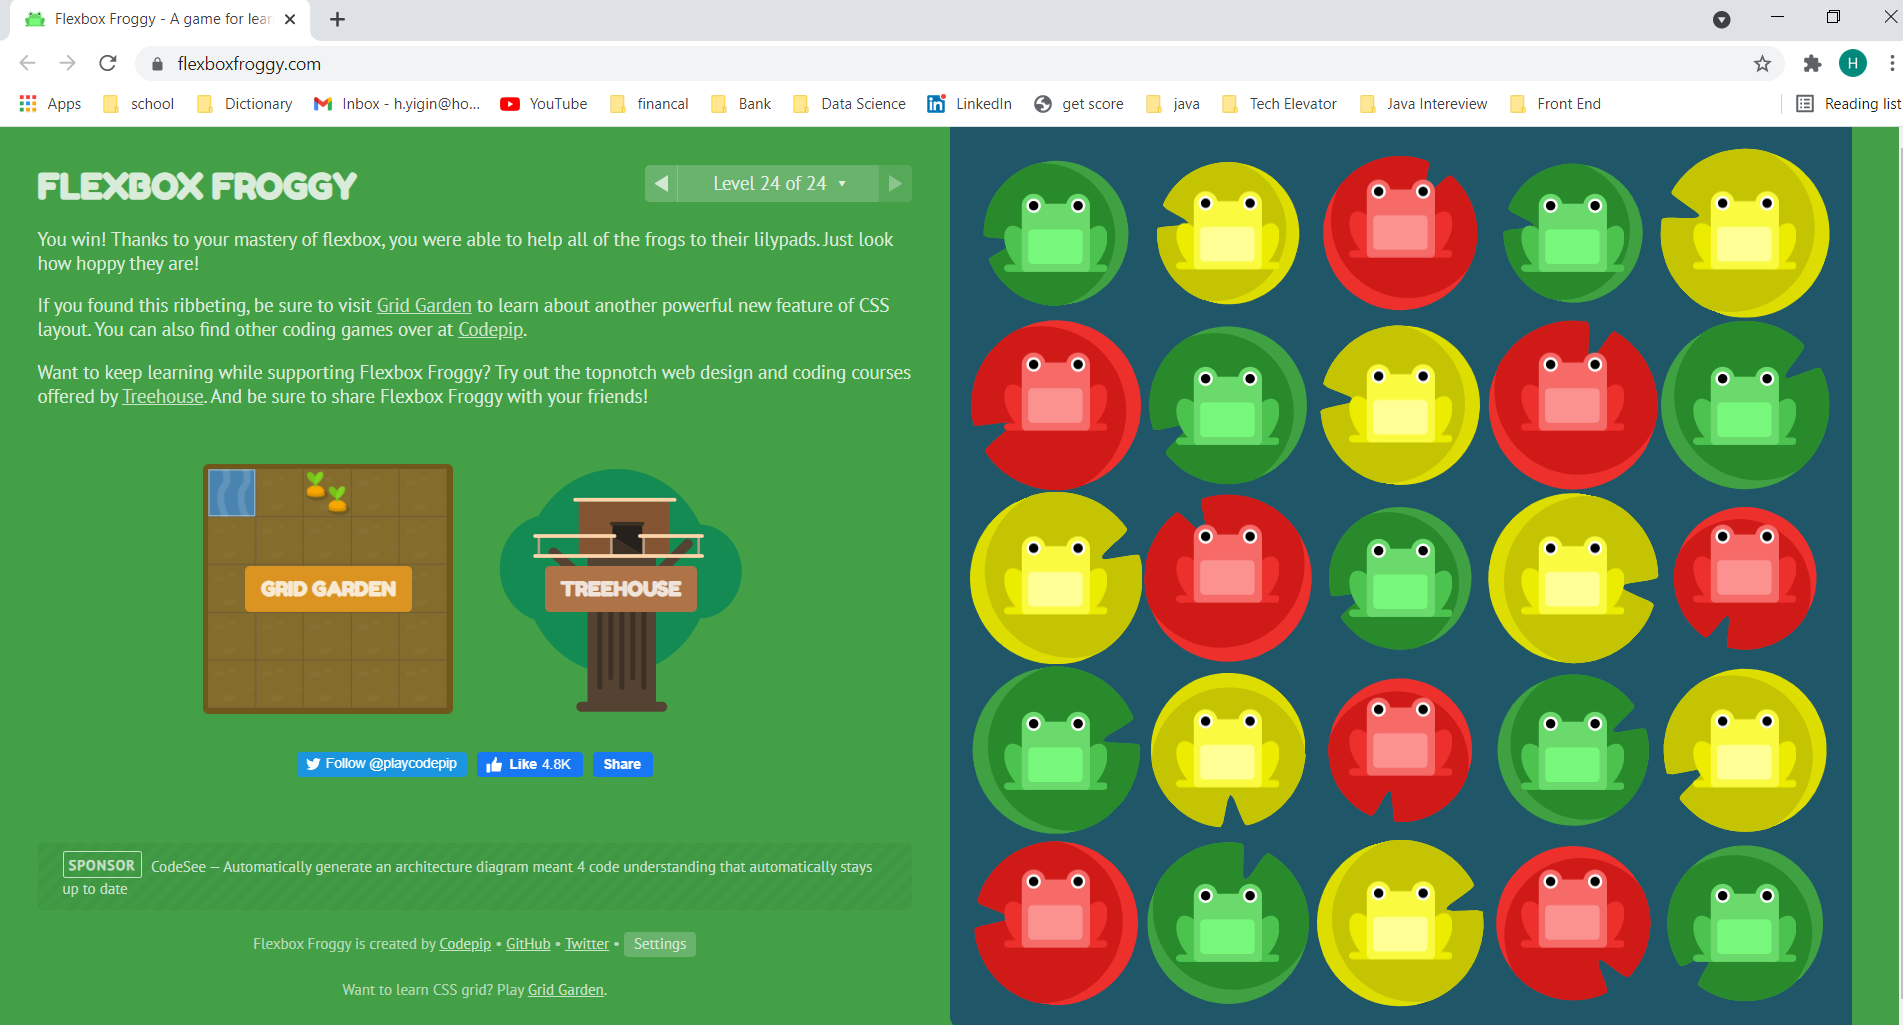 Flexbox Froggy - A game for lear
flexboxfroggy.com
H
Apps school Dictionary Inbox - h.yigin@ho... YouTube financal Bank Data Science LinkedIn get score java Tech Elevator Java Intereview Front End Reading list
FLEXBOX FROGGY
Level 24 of 24
You win! Thanks to your mastery of flexbox, you were able to help all of the frogs to their lilypads. Just look
how hoppy they are!
If you found this ribbeting, be sure to visit Grid Garden to learn about another powerful new feature of CSS
layout. You can also find other coding games over at Codepip.
Want to keep learning while supporting Flexbox Froggy? Try out the topnotch web design and coding courses
offered by Treehouse. And be sure to share Flexbox Froggy with your friends!
GRID GARDEN
TREEHOUSE
Follow @playcodepip Like 4.8K Share
SPONSOR CodeSee — Automatically generate an architecture diagram meant 4 code understanding that automatically stays
up to date
Flexbox Froggy is created by Codepip • GitHub • Twitter • Settings
Want to learn CSS grid? Play Grid Garden.